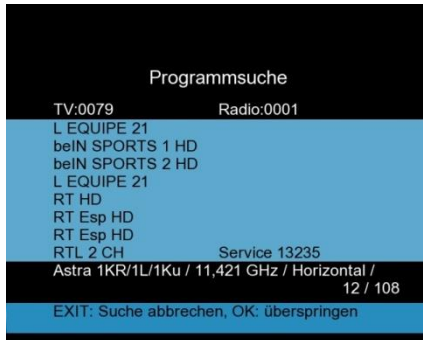 Programmsuche
TV:0079 Radio:0001
L EQUIPE 21
beIN SPORTS 1 HD
beIN SPORTS 2 HD
L EQUIPE 21
RT HD
RT Esp HD
RT Esp HD
RTL 2 CH Service 13235
Astra 1KR/1L/1Ku / 11,421 GHz / Horizontal /
12 / 108
EXIT: Suche abbrechen, OK: überspringen